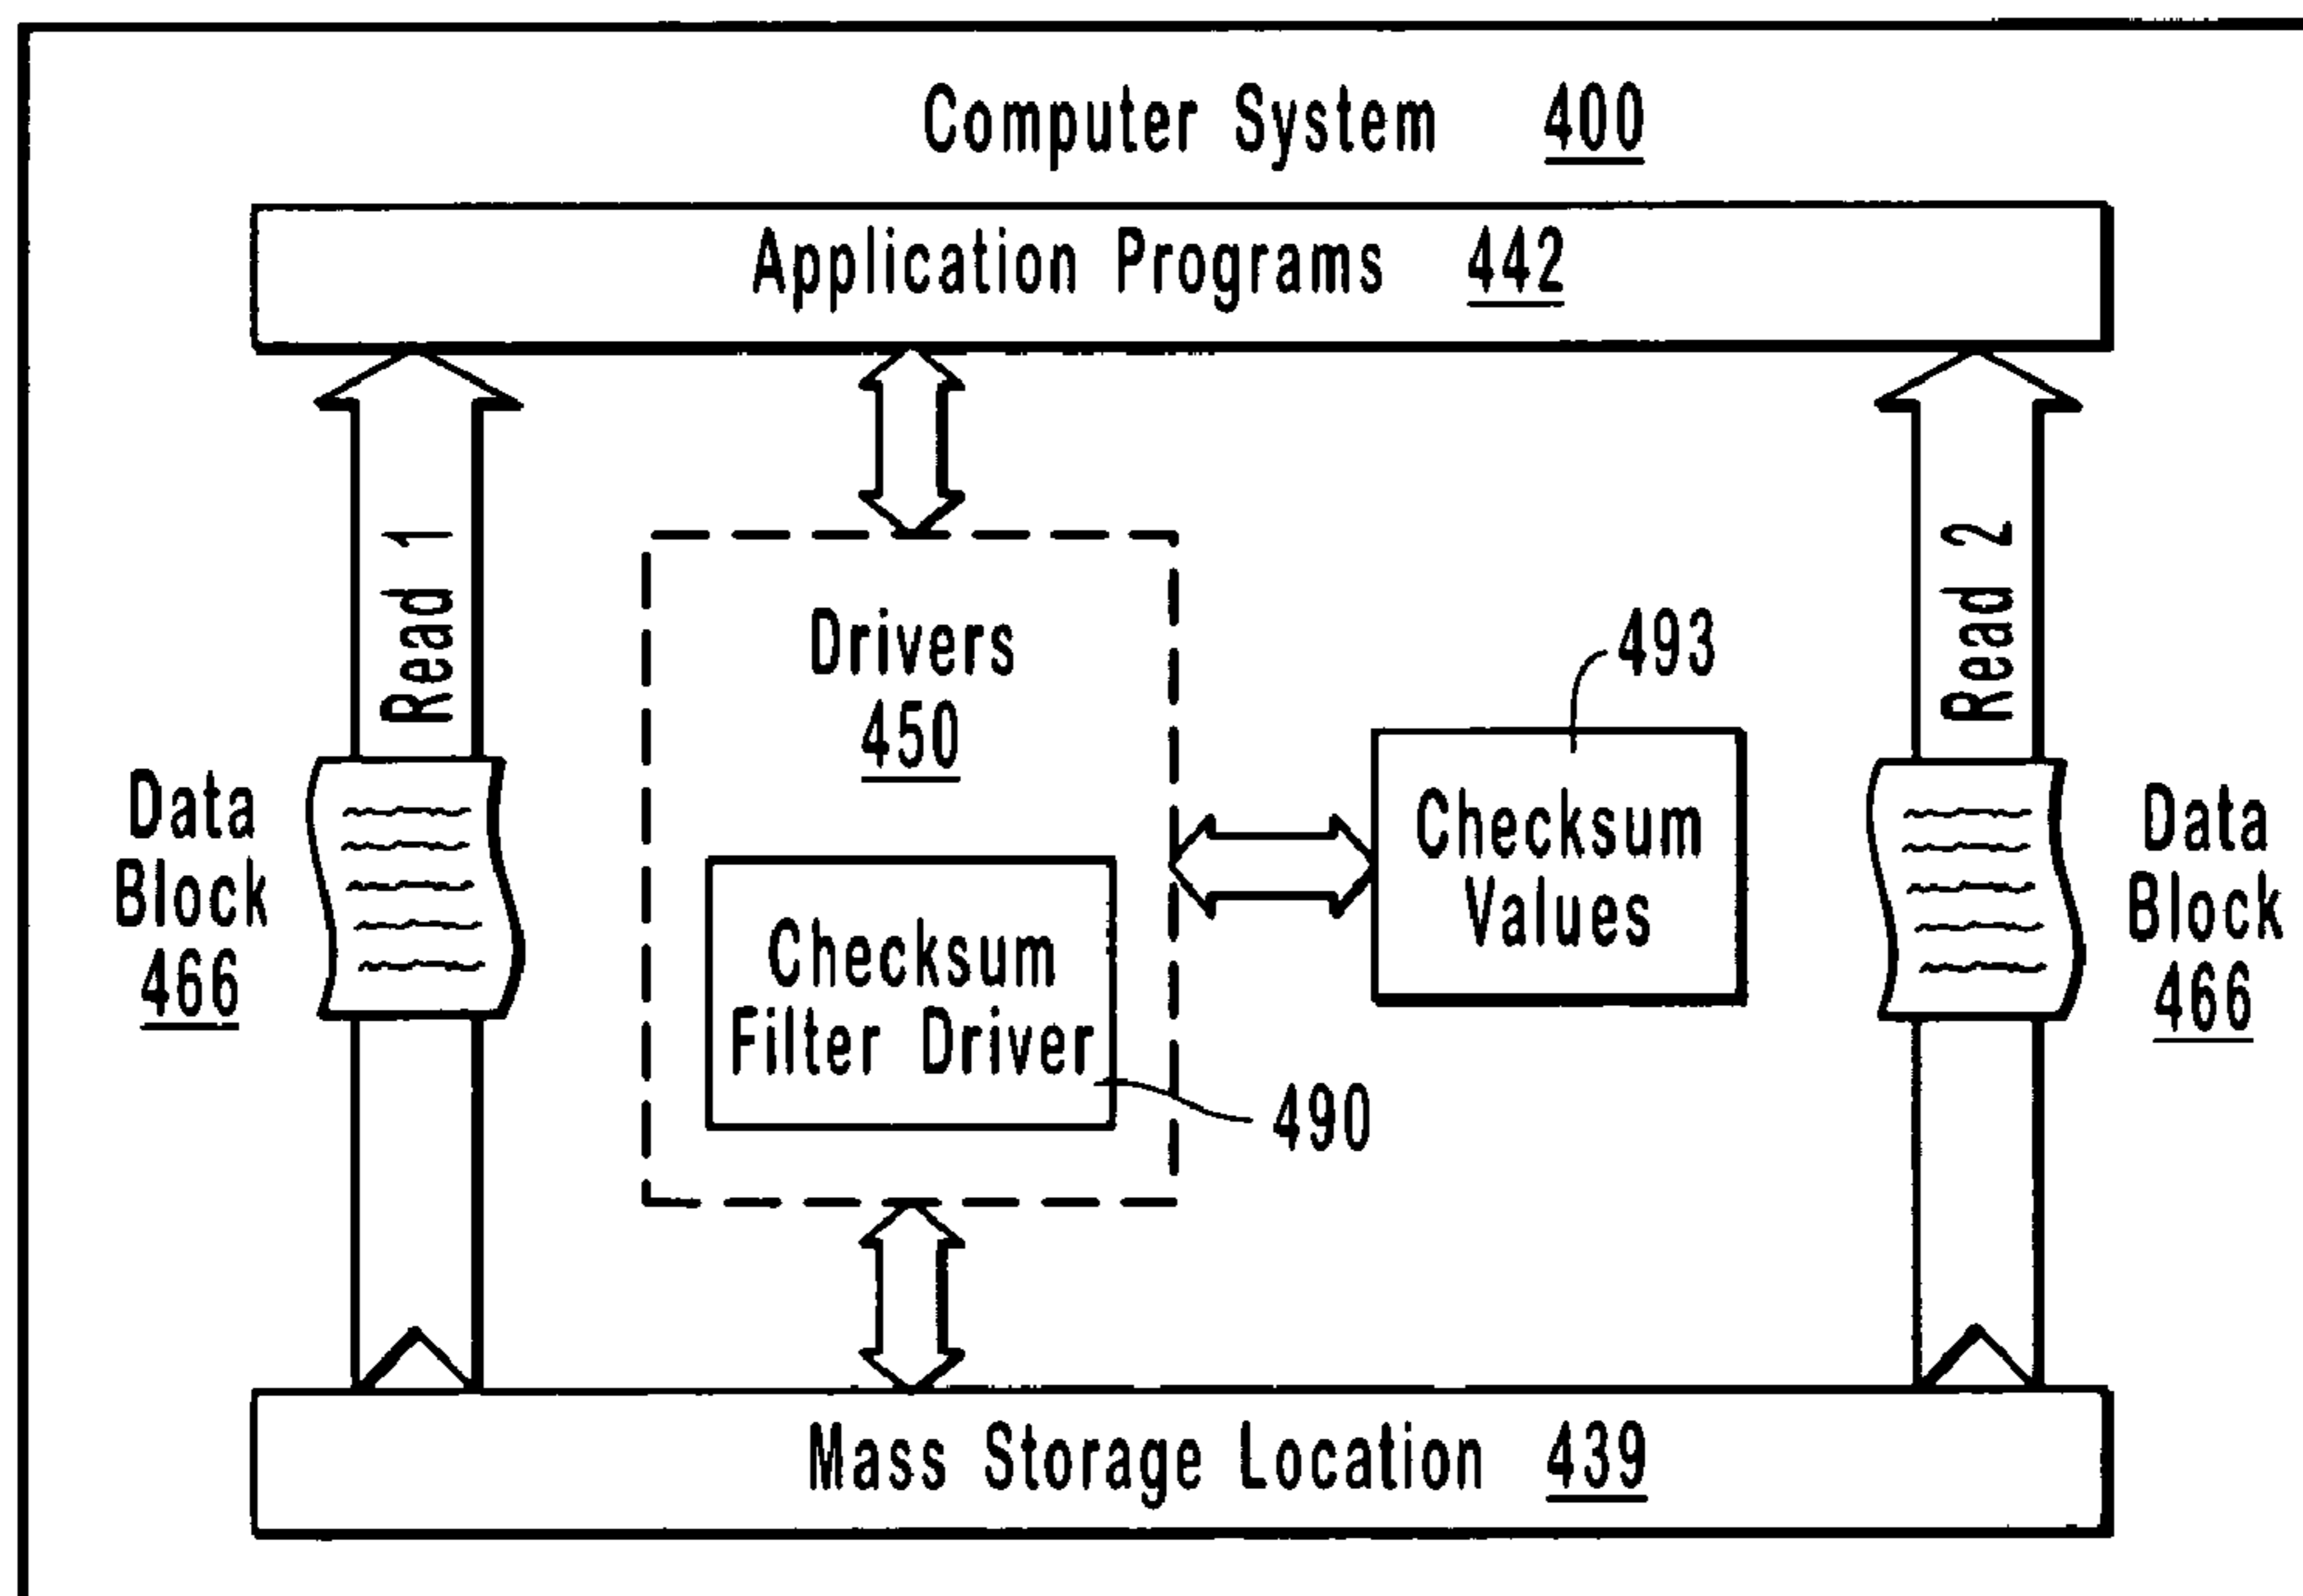 Computer System 400
Application Programs 442
Read 1
Data
Block
466
Drivers
450
Checksum
Filter Driver
490
493
Checksum
Values
Read 2
Data
Block
466
Mass Storage Location 439